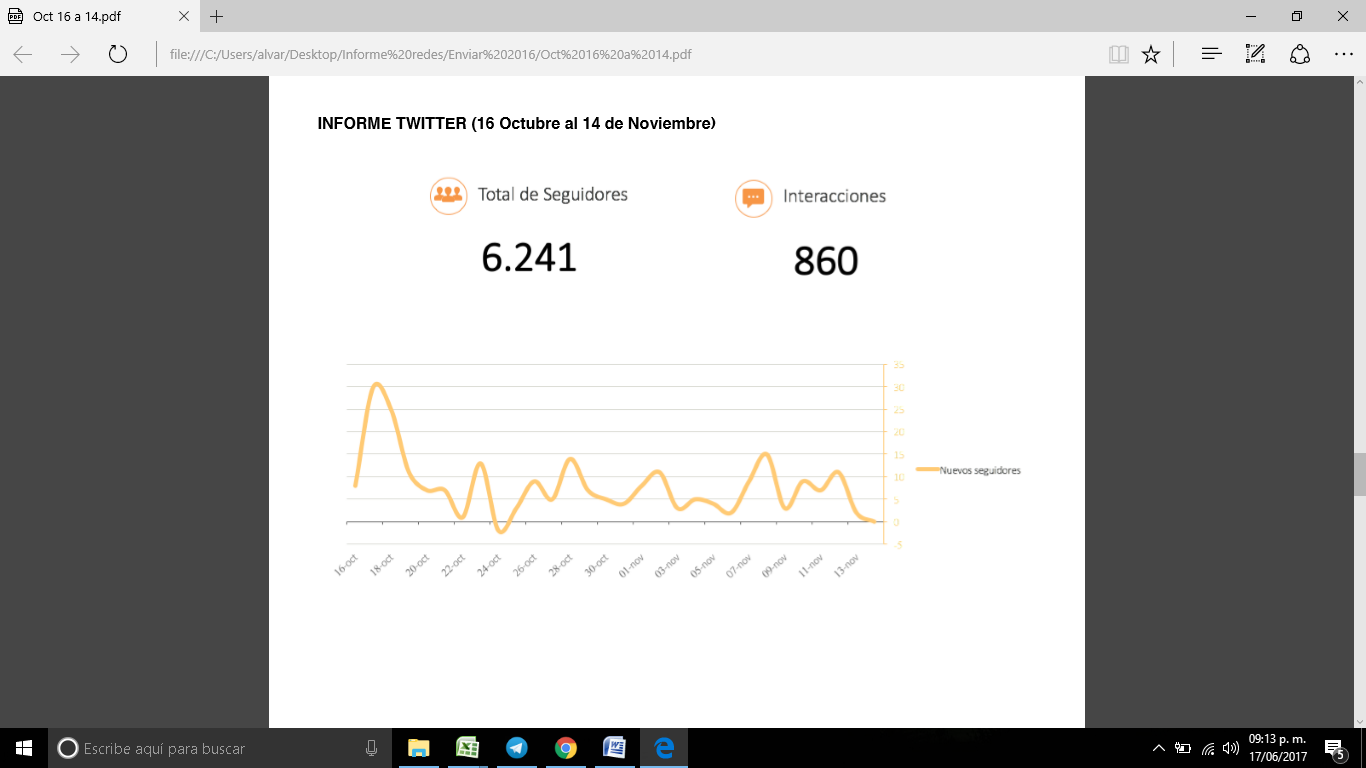 Oct 16 a 14.pdf
file:///C:/Users/alvar/Desktop/Informe%20redes/Enviar%202016/Oct%2016%20a%2014.pdf
INFORME TWITTER (16 Octubre al 14 de Noviembre)
Total de Seguidores
6.241
Interacciones
860
35
30
25
20
15
10
5
0
-5
Nuevos seguidores
16-oct 18-oct 20-oct 22-oct 24-oct 26-oct 28-oct 30-oct 01-nov 03-nov 05-nov 07-nov 09-nov 11-nov 13-nov
Escribe aquí para buscar
09:13 p. m.
17/06/2017
5